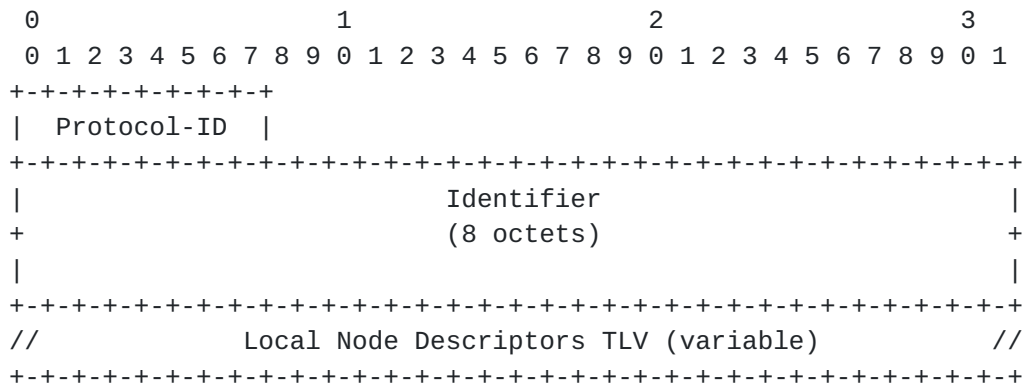 0                   1                   2                   3
 0 1 2 3 4 5 6 7 8 9 0 1 2 3 4 5 6 7 8 9 0 1 2 3 4 5 6 7 8 9 0 1
+-+-+-+-+-+-+-+-+
|  Protocol-ID  |
+-+-+-+-+-+-+-+-+-+-+-+-+-+-+-+-+-+-+-+-+-+-+-+-+-+-+-+-+-+-+-+-+
|                           Identifier                          |
+                           (8 octets)                          +
|                                                               |
+-+-+-+-+-+-+-+-+-+-+-+-+-+-+-+-+-+-+-+-+-+-+-+-+-+-+-+-+-+-+-+-+
//             Local Node Descriptors TLV (variable)           //
+-+-+-+-+-+-+-+-+-+-+-+-+-+-+-+-+-+-+-+-+-+-+-+-+-+-+-+-+-+-+-+-+